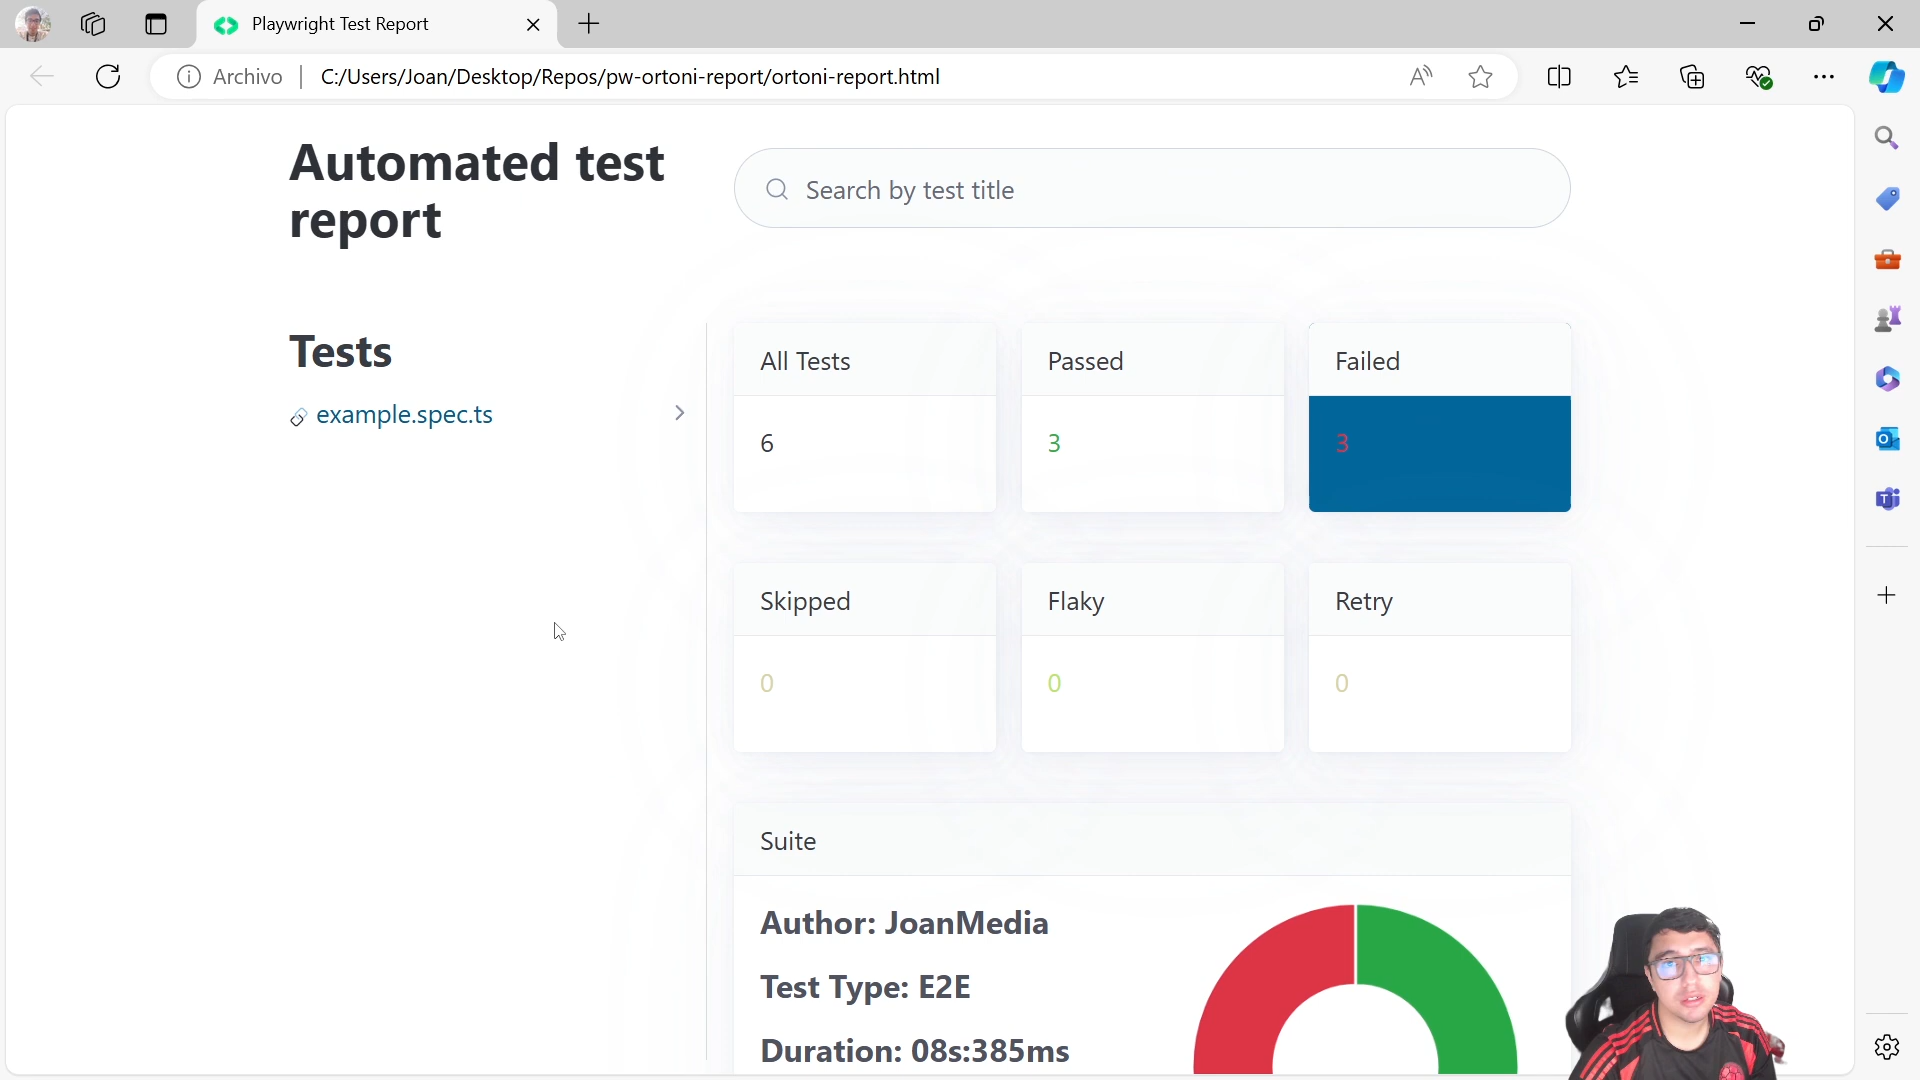 Playwright Test Report
Archivo
C:/Users/Joan/Desktop/Repos/pw-ortoni-report/ortoni-report.html
Automated test
report
Search by test title
Tests
example.spec.ts
All Tests
Passed
Failed
6
3
3
Skipped
Flaky
Retry
0
0
0
Suite
Author: JoanMedia
Test Type: E2E
Duration: 08s:385ms